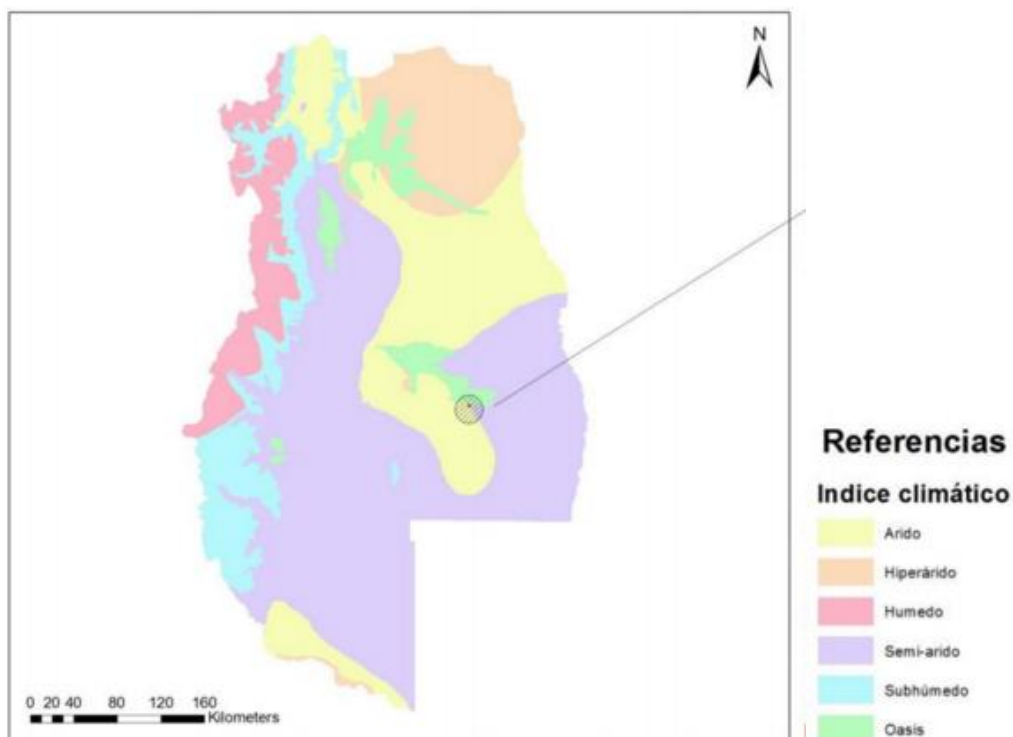 N
Referencias
Indice climático
Arido
Hiperárido
Humedo
Semi-arido
Subhúmedo
Oasis
0 20 40 80 120 160
Kilometers